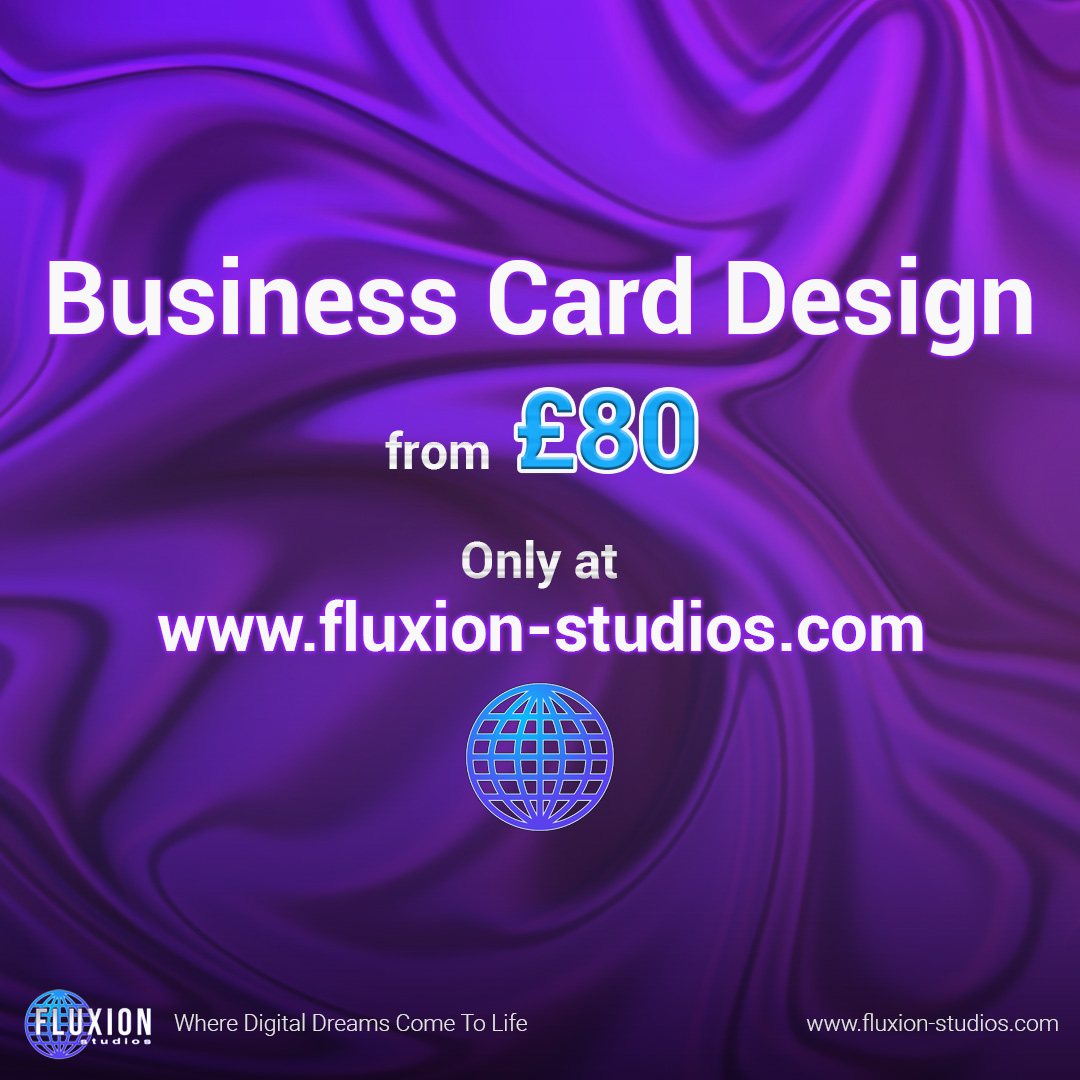 Business Card Design
from £80
Only at
www.fluxion-studios.com
FLUXION
studios
Where Digital Dreams Come To Life
www.fluxion-studios.com